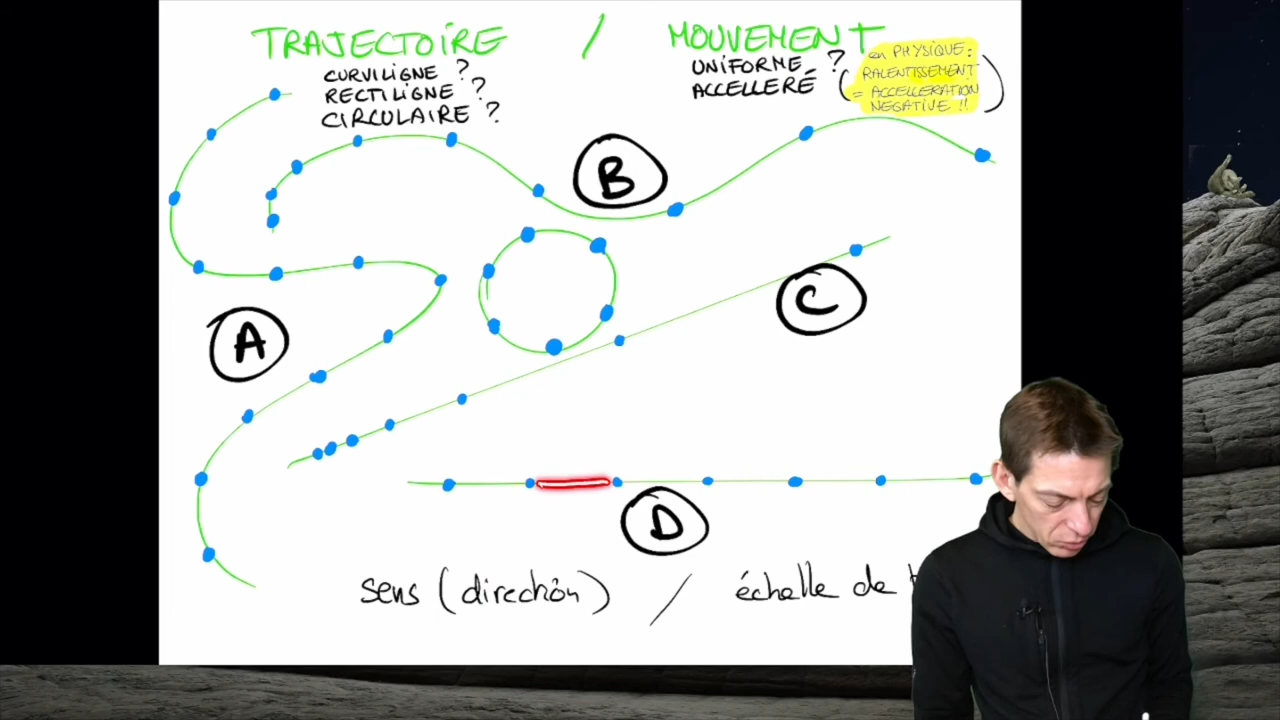 TRAJECTOIRE / MOUVEMENT
CURVILIGNE ?
RECTILIGNE ?
CIRCULAIRE ?
UNIFORME ?
ACCELLERÉ
(en PHYSIQUE :
RALENTISSEMENT
= ACCELLERATION
NEGATIVE !!)
B
C
A
D
sens (direction) / échelle de